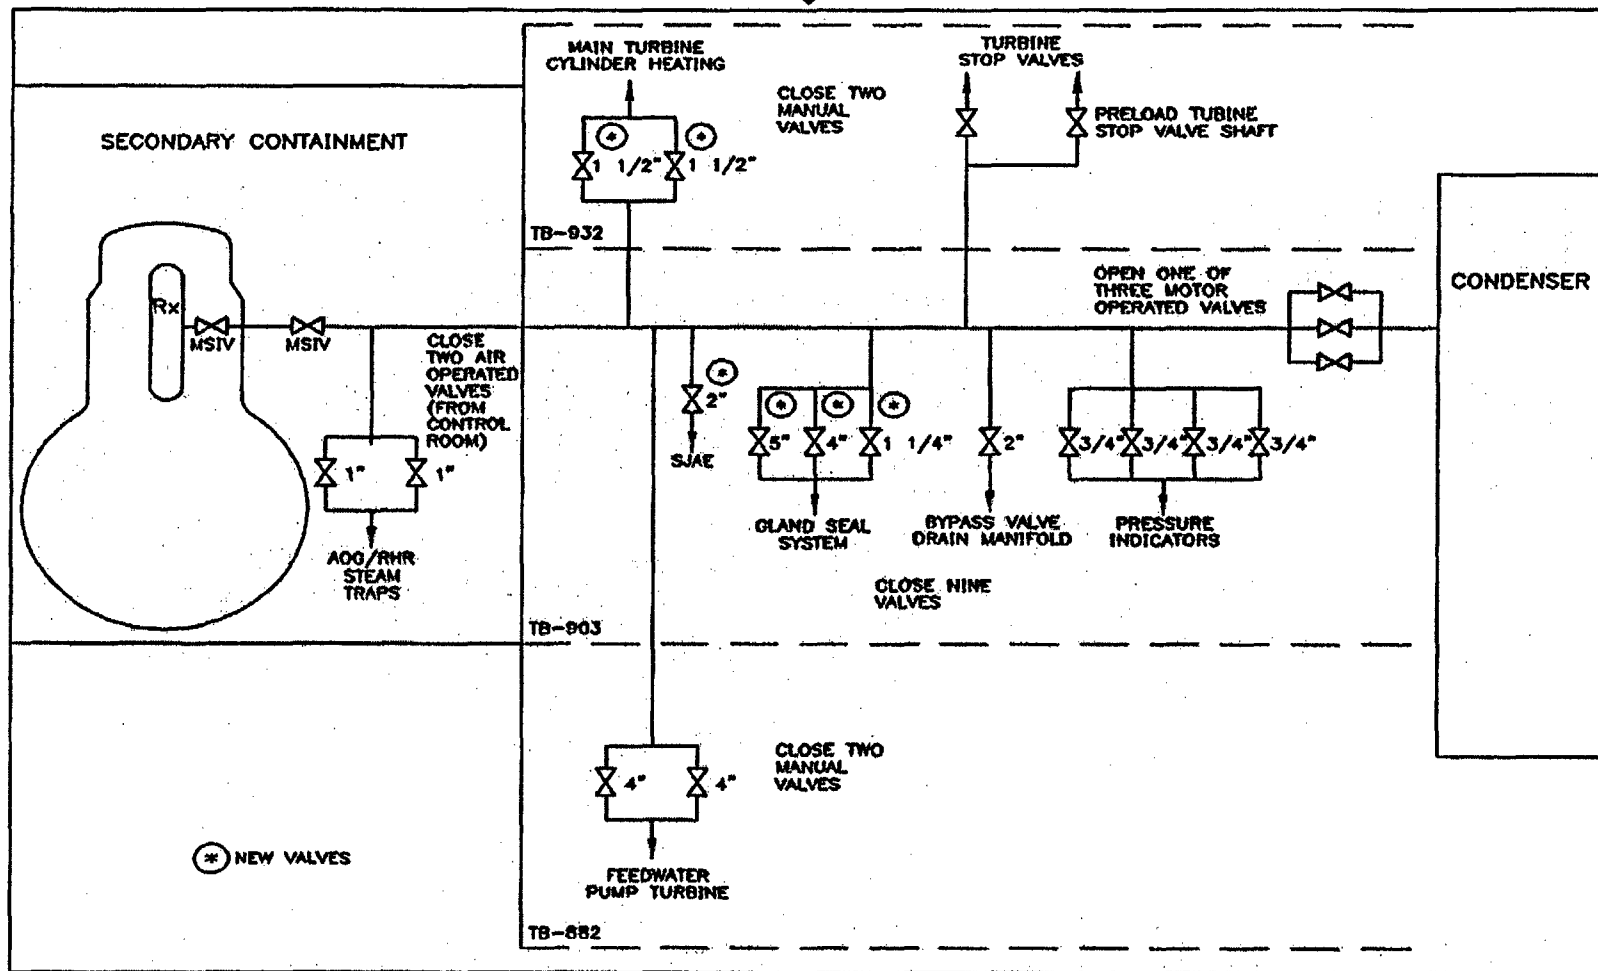 MAIN TURBINE
CYLINDER HEATING
CLOSE TWO
MANUAL
VALVES
TURBINE
STOP VALVES
PRELOAD TUBINE
STOP VALVE SHAFT
SECONDARY CONTAINMENT
*
*
1 1/2"
1 1/2"
TB-932
OPEN ONE OF
THREE MOTOR
OPERATED VALVES
CONDENSER
Rx
MSIV
MSIV
CLOSE
TWO AIR
OPERATED
VALVES
(FROM
CONTROL
ROOM)
1"
1"
AOG/RHR
STEAM
TRAPS
*
2"
SJAE
*
*
*
5"
4"
1 1/4"
GLAND SEAL
SYSTEM
2"
BYPASS VALVE
DRAIN MANIFOLD
3/4"
3/4"
3/4"
3/4"
PRESSURE
INDICATORS
CLOSE NINE
VALVES
TB-903
CLOSE TWO
MANUAL
VALVES
4"
4"
FEEDWATER
PUMP TURBINE
* NEW VALVES
TB-882